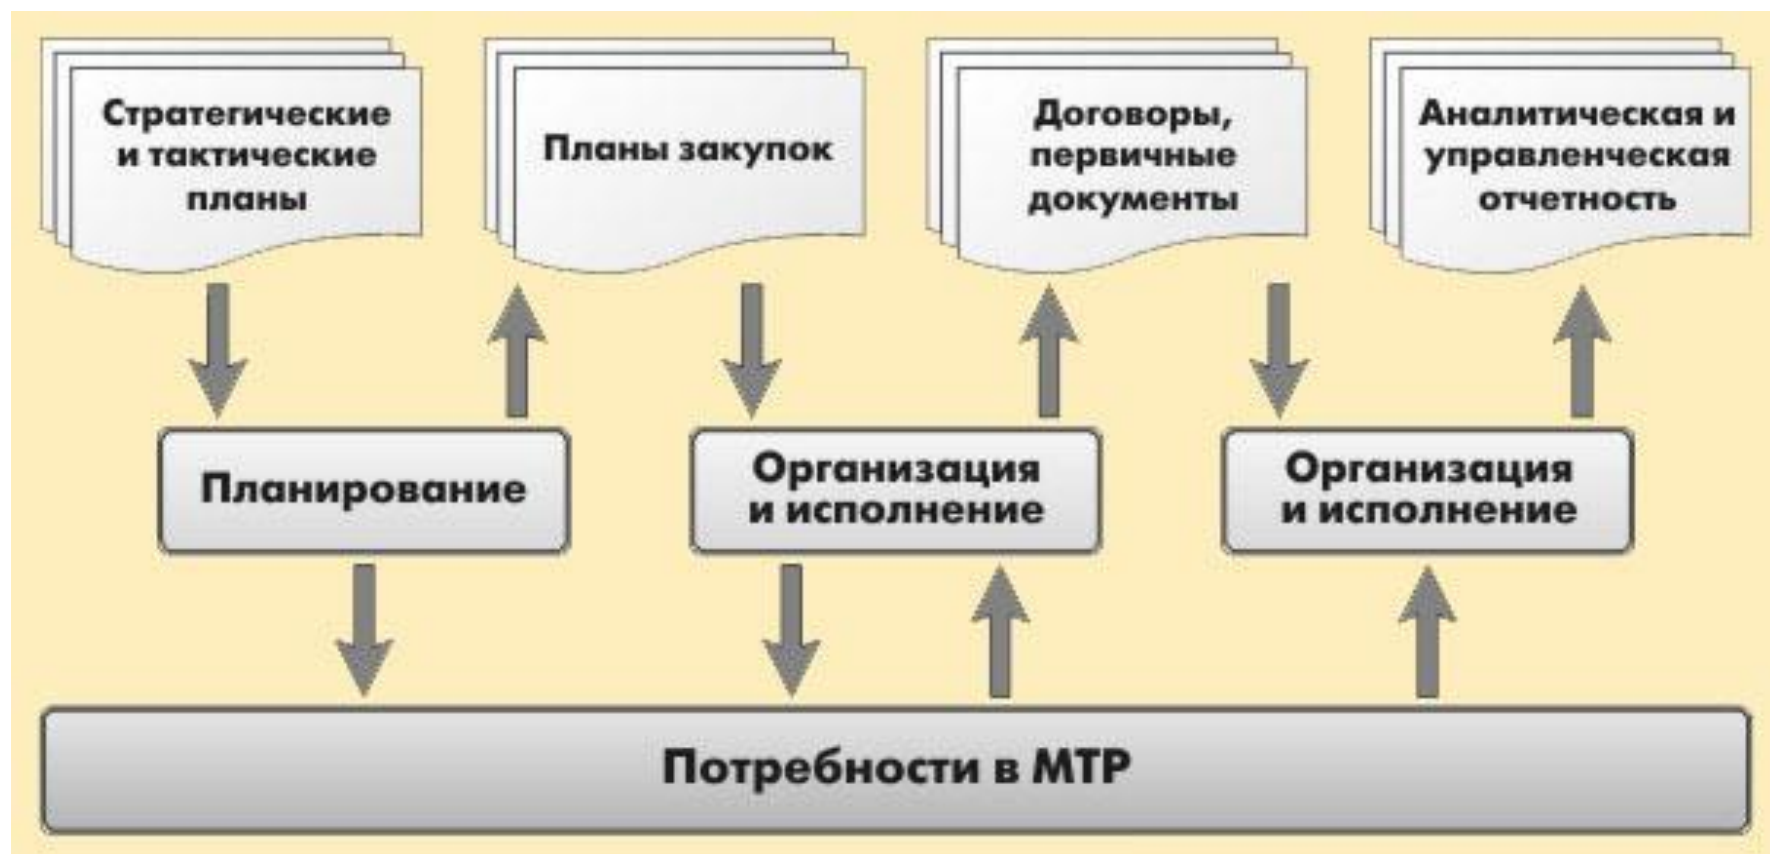 Стратегические
и тактические
планы
Планы закупок
Договоры,
первичные
документы
Аналитическая и
управленческая
отчетность
Планирование
Организация
и исполнение
Организация
и исполнение
Потребности в МТР